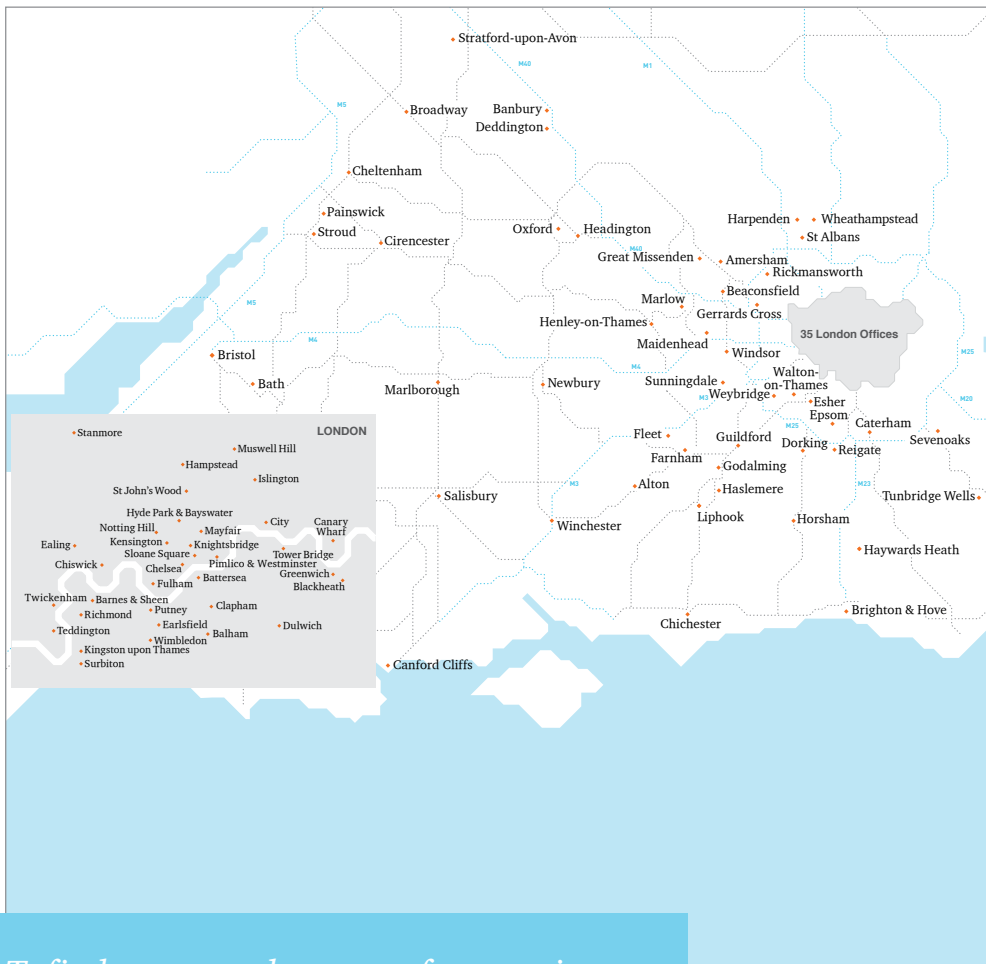 Stratford-upon-Avon
M40
M1
M5
Broadway
Banbury
Deddington
Cheltenham
Painswick
Stroud
Cirencester
Oxford
Headington
M40
Great Missenden
Harpenden
Wheathampstead
St Albans
Amersham
Rickmansworth
Beaconsfield
Marlow
Gerrards Cross
Henley-on-Thames
Maidenhead
35 London Offices
M5
M4
Bristol
Bath
Marlborough
Newbury
Windsor
M4
M25
Sunningdale
Walton-
on-Thames
Weybridge
M3
M20
Esher
Epsom
Caterham
M25
Sevenoaks
Fleet
Guildford
Dorking
Reigate
Farnham
Godalming
Alton
Haslemere
M3
M23
Tunbridge Wells
Salisbury
Liphook
Winchester
Horsham
Haywards Heath
Chichester
Brighton & Hove
Canford Cliffs
LONDON
Stanmore
Muswell Hill
Hampstead
Islington
St John's Wood
Hyde Park & Bayswater
City
Canary
Wharf
Notting Hill
Mayfair
Kensington
Knightsbridge
Ealing
Sloane Square
Tower Bridge
Chiswick
Chelsea
Pimlico & Westminster
Greenwich
Battersea
Fulham
Blackheath
Twickenham
Barnes & Sheen
Richmond
Putney
Clapham
Teddington
Earlsfield
Balham
Dulwich
Wimbledon
Kingston upon Thames
Surbiton